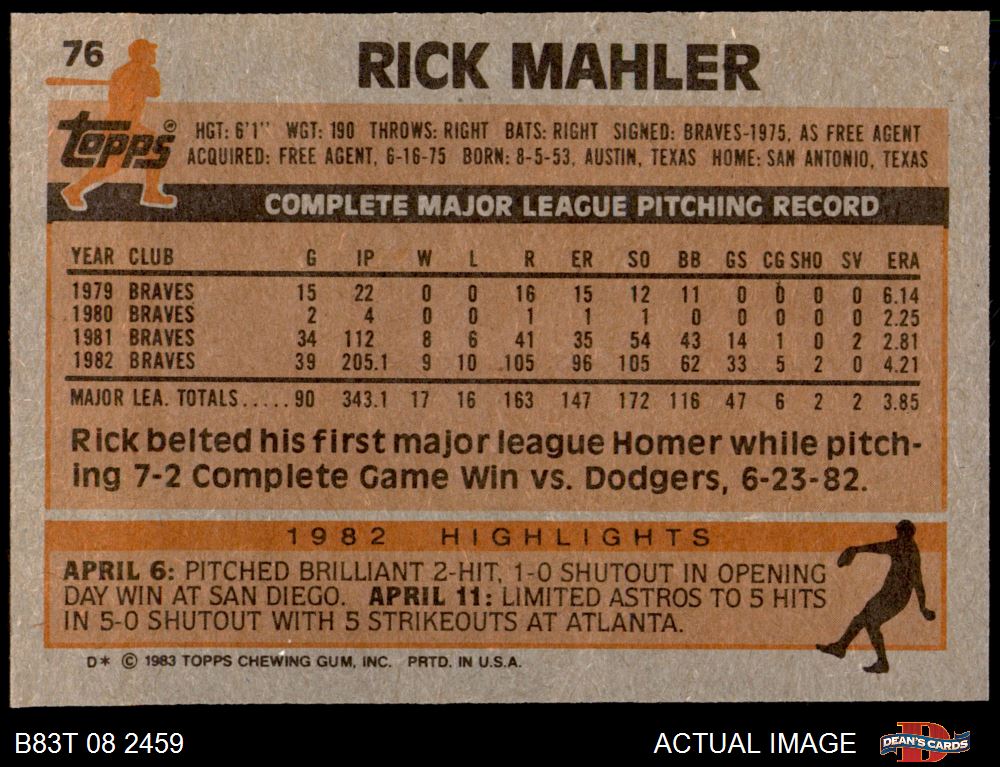 76
RICK MAHLER
topps®
HGT: 6'1" WGT: 190 THROWS: RIGHT BATS: RIGHT SIGNED: BRAVES-1975, AS FREE AGENT
ACQUIRED: FREE AGENT, 6-16-75 BORN: 8-5-53, AUSTIN, TEXAS HOME: SAN ANTONIO, TEXAS
COMPLETE MAJOR LEAGUE PITCHING RECORD
YEAR CLUB G IP W L R ER SO BB GS CG SHO SV ERA
1979 BRAVES 15 22 0 0 16 15 12 11 0 0 0 0 6.14
1980 BRAVES 2 4 0 0 1 1 1 0 0 0 0 0 2.25
1981 BRAVES 34 112 8 6 41 35 54 43 14 1 0 2 2.81
1982 BRAVES 39 205.1 9 10 105 96 105 62 33 5 2 0 4.21
MAJOR LEA. TOTALS.....90 343.1 17 16 163 147 172 116 47 6 2 2 3.85
Rick belted his first major league Homer while pitch-
ing 7-2 Complete Game Win vs. Dodgers, 6-23-82.
1982 HIGHLIGHTS
APRIL 6: PITCHED BRILLIANT 2-HIT, 1-0 SHUTOUT IN OPENING
DAY WIN AT SAN DIEGO. APRIL 11: LIMITED ASTROS TO 5 HITS
IN 5-0 SHUTOUT WITH 5 STRIKEOUTS AT ATLANTA.
D* © 1983 TOPPS CHEWING GUM, INC. PRTD. IN U.S.A.
B83T 08 2459
ACTUAL IMAGE
D
DEAN'S CARDS